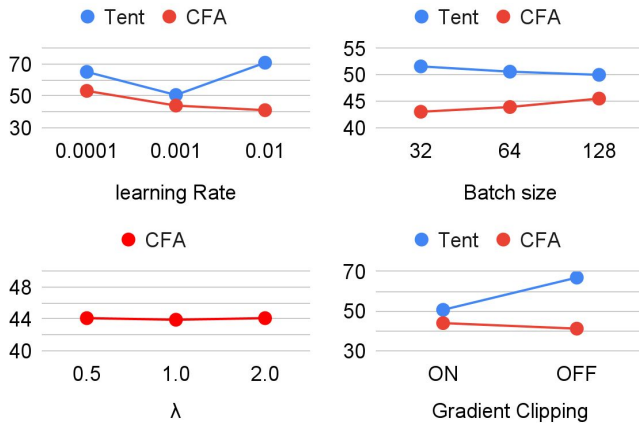 Tent CFA
70
50
30
0.0001 0.001 0.01
learning Rate
Tent CFA
55
50
45
40
32 64 128
Batch size
CFA
48
44
40
0.5 1.0 2.0
λ
Tent CFA
70
50
30
ON OFF
Gradient Clipping